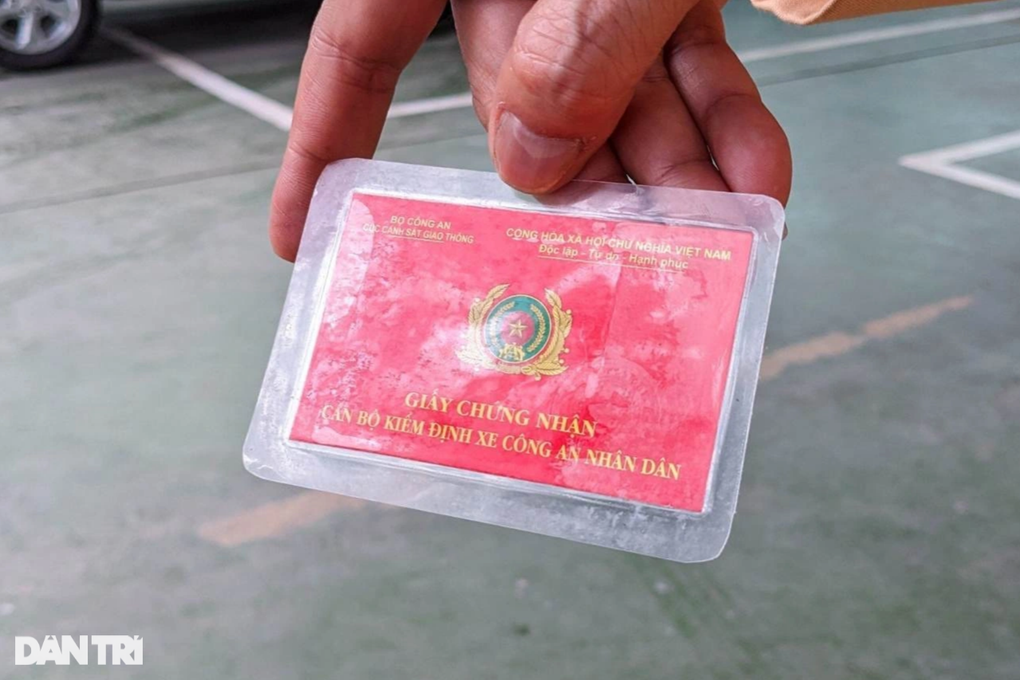 BỘ CÔNG AN
CỤC CẢNH SÁT GIAO THÔNG
CỘNG HÒA XÃ HỘI CHỦ NGHĨA VIỆT NAM
Độc lập - Tự do - Hạnh phúc
GIẤY CHỨNG NHẬN
CÁN BỘ KIỂM ĐỊNH XE CÔNG AN NHÂN DÂN
DÂN TRÍ